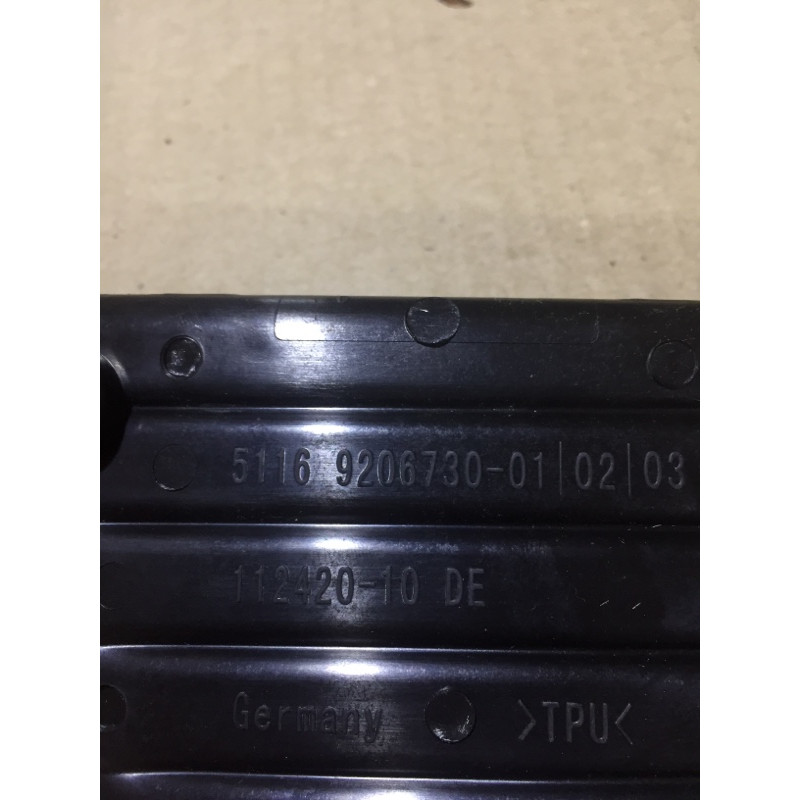 5116 9206730-01|02|03
112420-10 DE
Germany >TPU<